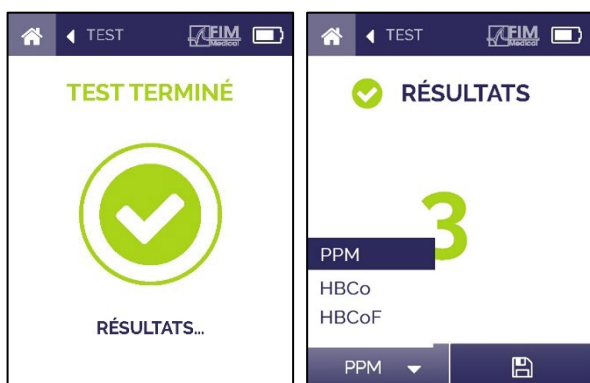 TEST
FIM
Medical
TEST TERMINÉ
RÉSULTATS...
TEST
FIM
Medical
RÉSULTATS
3
PPM
HBCo
HBCoF
PPM